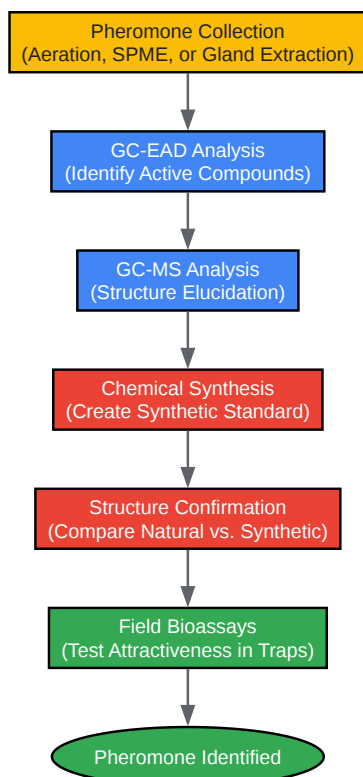 Pheromone Collection
(Aeration, SPME, or Gland Extraction)
GC-EAD Analysis
(Identify Active Compounds)
GC-MS Analysis
(Structure Elucidation)
Chemical Synthesis
(Create Synthetic Standard)
Structure Confirmation
(Compare Natural vs. Synthetic)
Field Bioassays
(Test Attractiveness in Traps)
Pheromone Identified